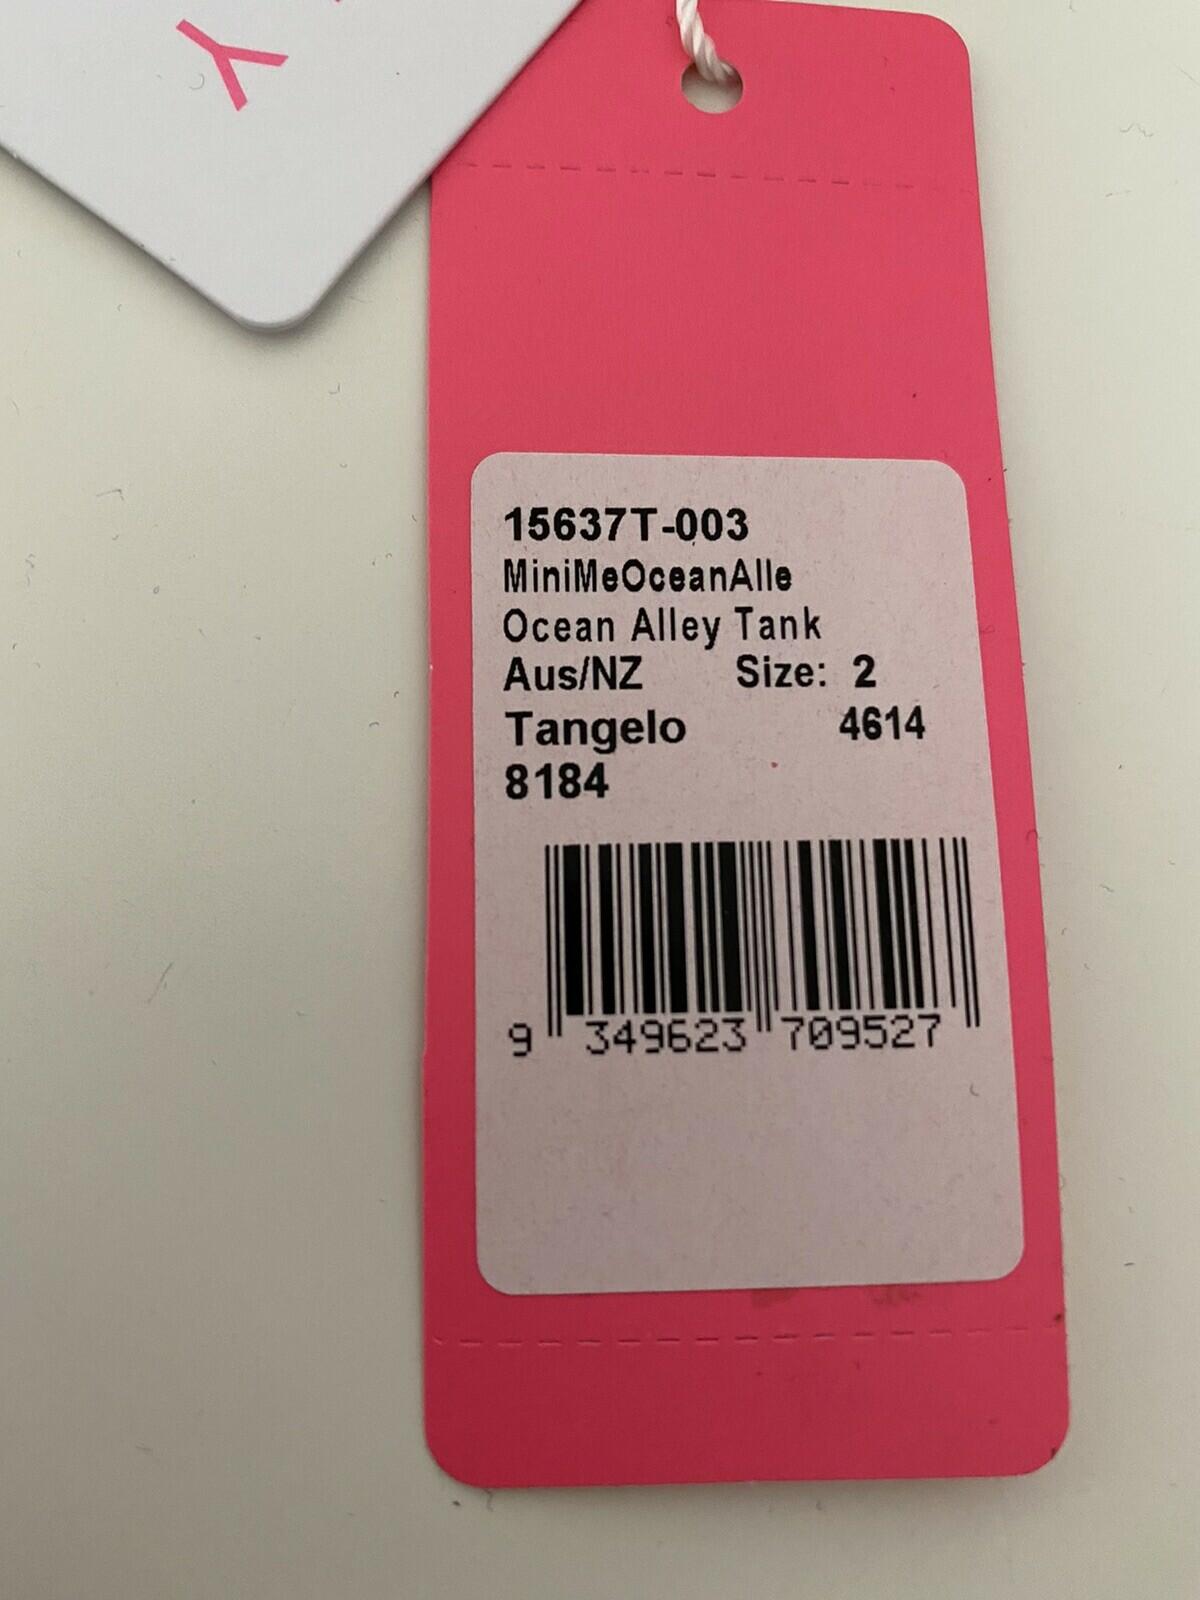 Y
15637T-003
MiniMeOceanAlle
Ocean Alley Tank
Aus/NZ Size: 2
Tangelo 4614
8184
9 349623 709527